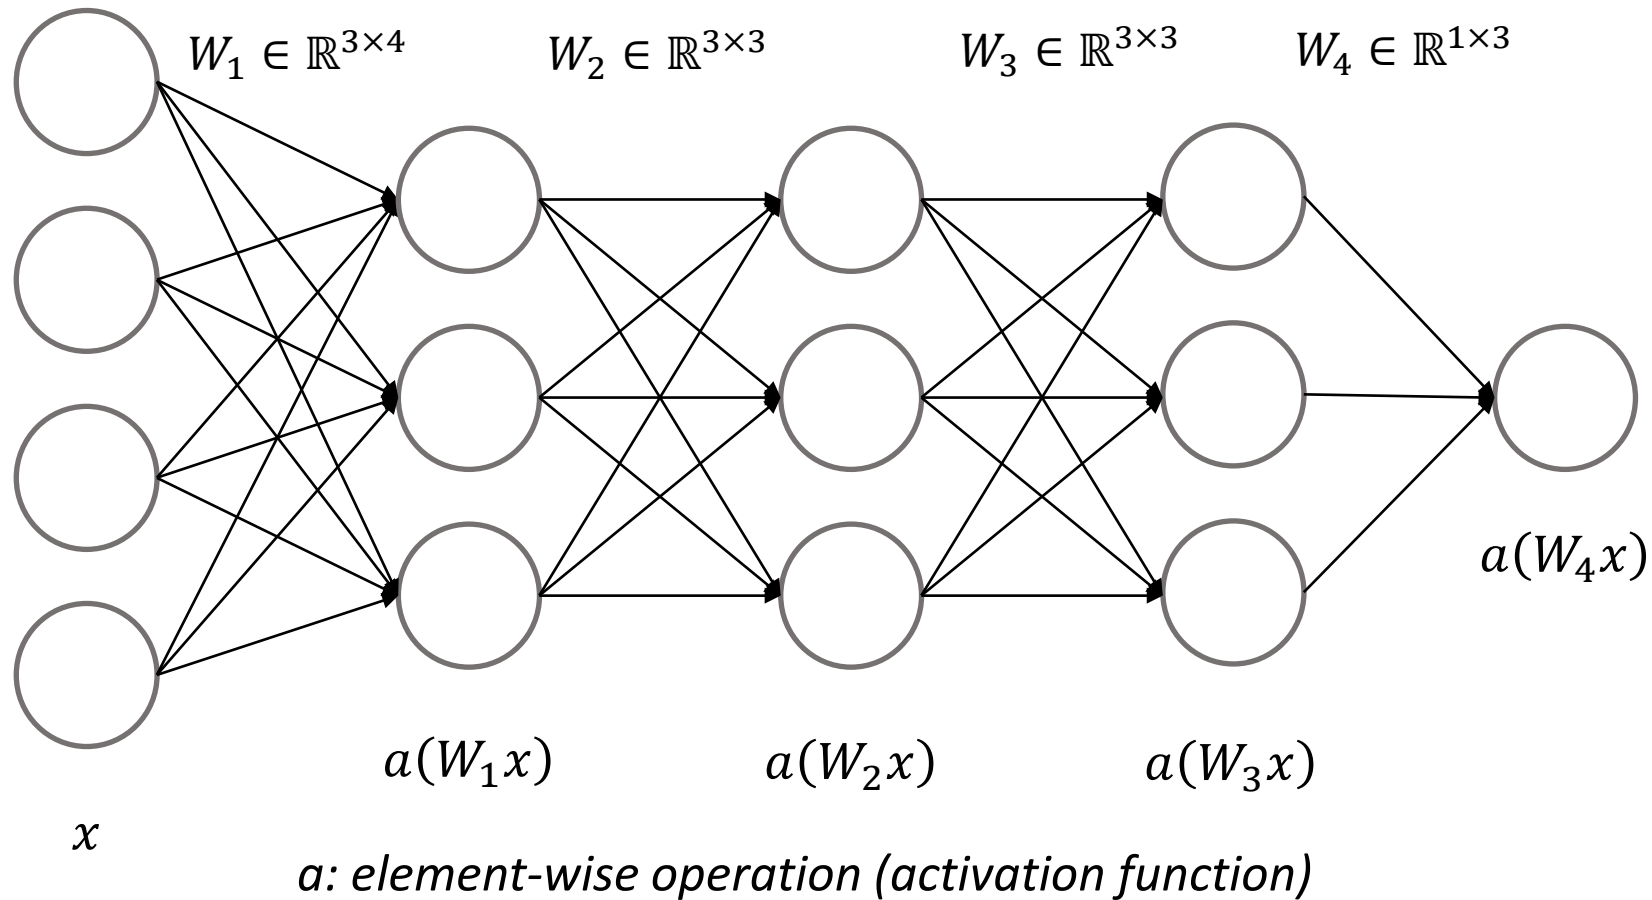 W₁ ∈ ℝ³ˣ⁴
W₂ ∈ ℝ³ˣ³
W₃ ∈ ℝ³ˣ³
W₄ ∈ ℝ¹ˣ³
a(W₄x)
a(W₁x)
a(W₂x)
a(W₃x)
x
a: element-wise operation (activation function)